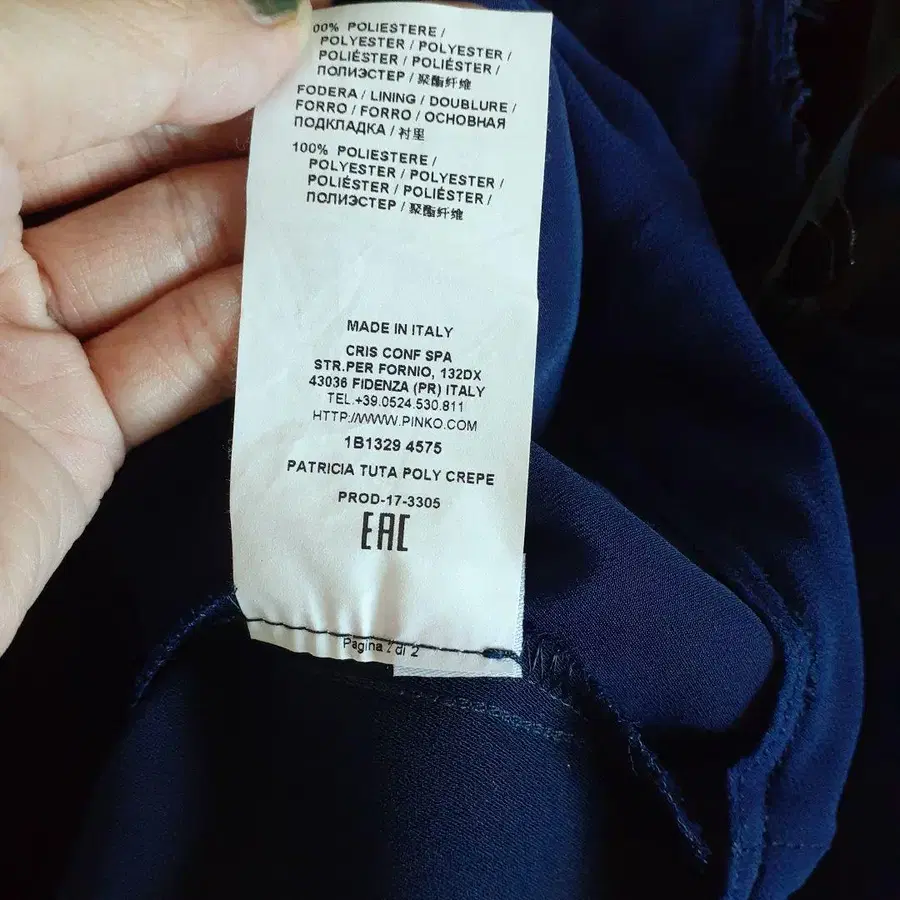 00% POLIESTERE /
POLYESTER / POLYESTER /
POLIÉSTER / POLIÉSTER /
ПОЛИЭСТЕР / 聚酯纤维
FODERA / LINING / DOUBLURE /
FORRO / FORRO / ОСНОВНАЯ
ПОДКЛАДКА / 衬里
100% POLIESTERE /
POLYESTER / POLYESTER /
POLIÉSTER / POLIÉSTER /
ПОЛИЭСТЕР / 聚酯纤维
MADE IN ITALY
CRIS CONF SPA
STR.PER FORNIO, 132DX
43036 FIDENZA (PR) ITALY
TEL.+39.0524.530.811
HTTP://WWW.PINKO.COM
1B1329 4575
PATRICIA TUTA POLY CREPE
PROD-17-3305
EAC
Pagina 2 di 2